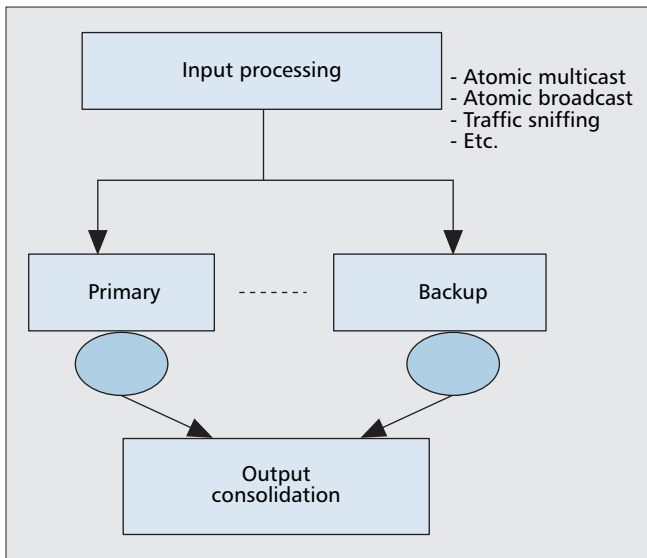 Input processing
- Atomic multicast
- Atomic broadcast
- Traffic sniffing
- Etc.
Primary
Backup
Output
consolidation